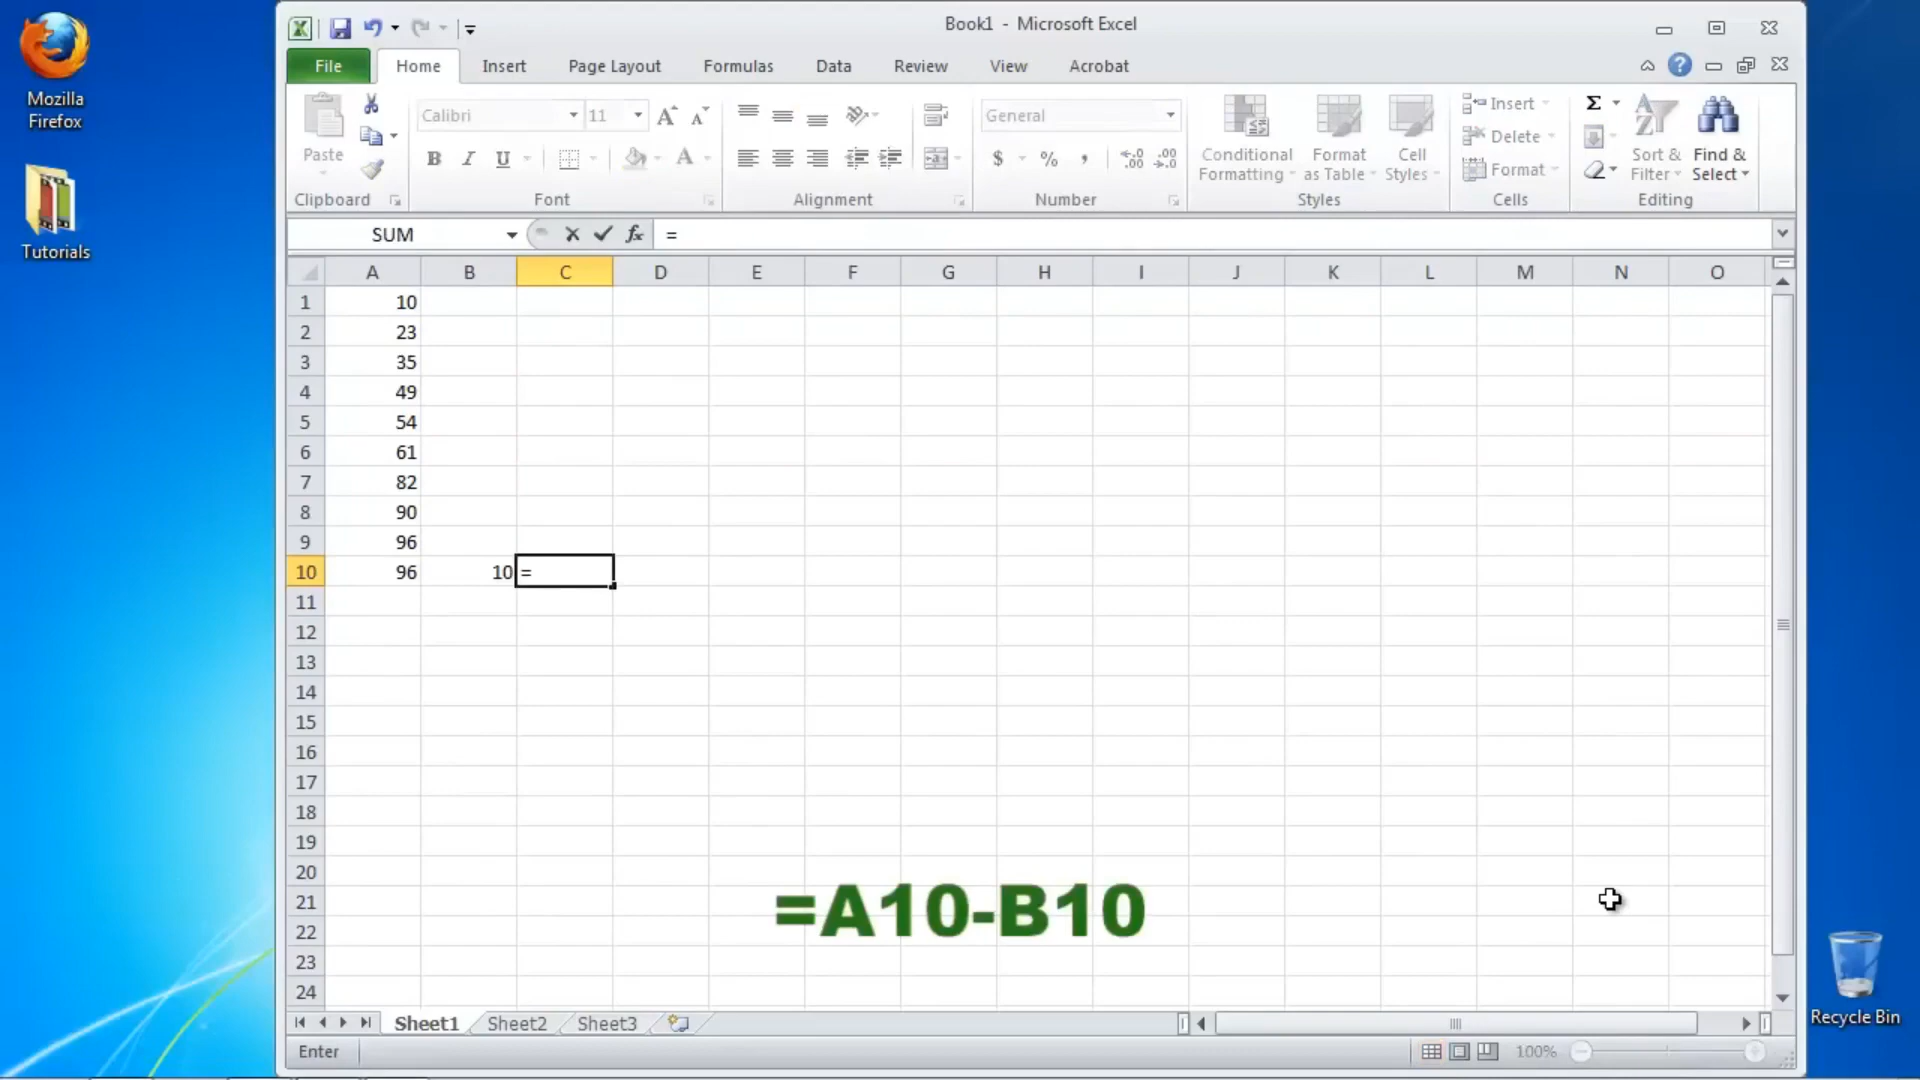 Mozilla
Firefox
Tutorials
Recycle Bin
Book1 - Microsoft Excel
File Home Insert Page Layout Formulas Data Review View Acrobat
Paste
Clipboard
Calibri 11
B I U A
Font
Alignment
General
$ % ,
Number
Conditional
Formatting
Format
as Table
Cell
Styles
Styles
Insert
Delete
Format
Cells
Σ
Sort &
Filter
Find &
Select
Editing
SUM fx =
A B C D E F G H I J K L M N O
1 10
2 23
3 35
4 49
5 54
6 61
7 82
8 90
9 96
10 96 10 =
11
12
13
14
15
16
17
18
19
20
21
22
23
24
=A10-B10
Sheet1 Sheet2 Sheet3
Enter 100%